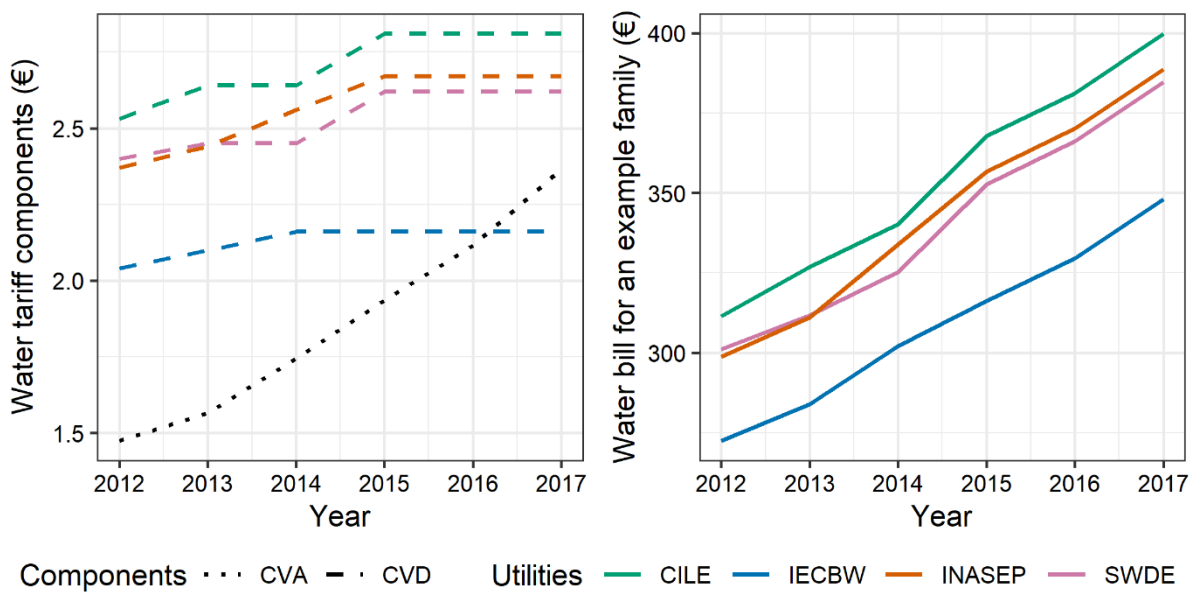 Water tariff components (€)
2.5
2.0
1.5
2012 2013 2014 2015 2016 2017
Year
Water bill for an example family (€)
400
350
300
2012 2013 2014 2015 2016 2017
Year
Components CVA CVD Utilities CILE IECBW INASEP SWDE